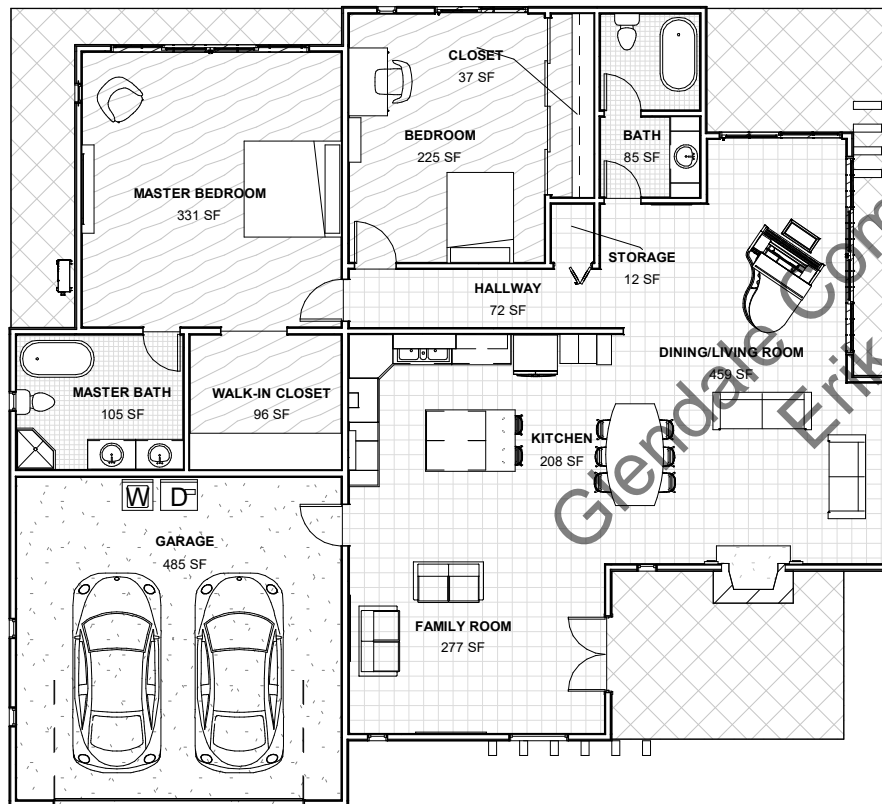 CLOSET
37 SF
BEDROOM
225 SF
BATH
85 SF
MASTER BEDROOM
331 SF
STORAGE
12 SF
HALLWAY
72 SF
DINING/LIVING ROOM
459 SF
MASTER BATH
105 SF
WALK-IN CLOSET
96 SF
KITCHEN
208 SF
W
D
GARAGE
485 SF
FAMILY ROOM
277 SF
Glendale Com
Erik